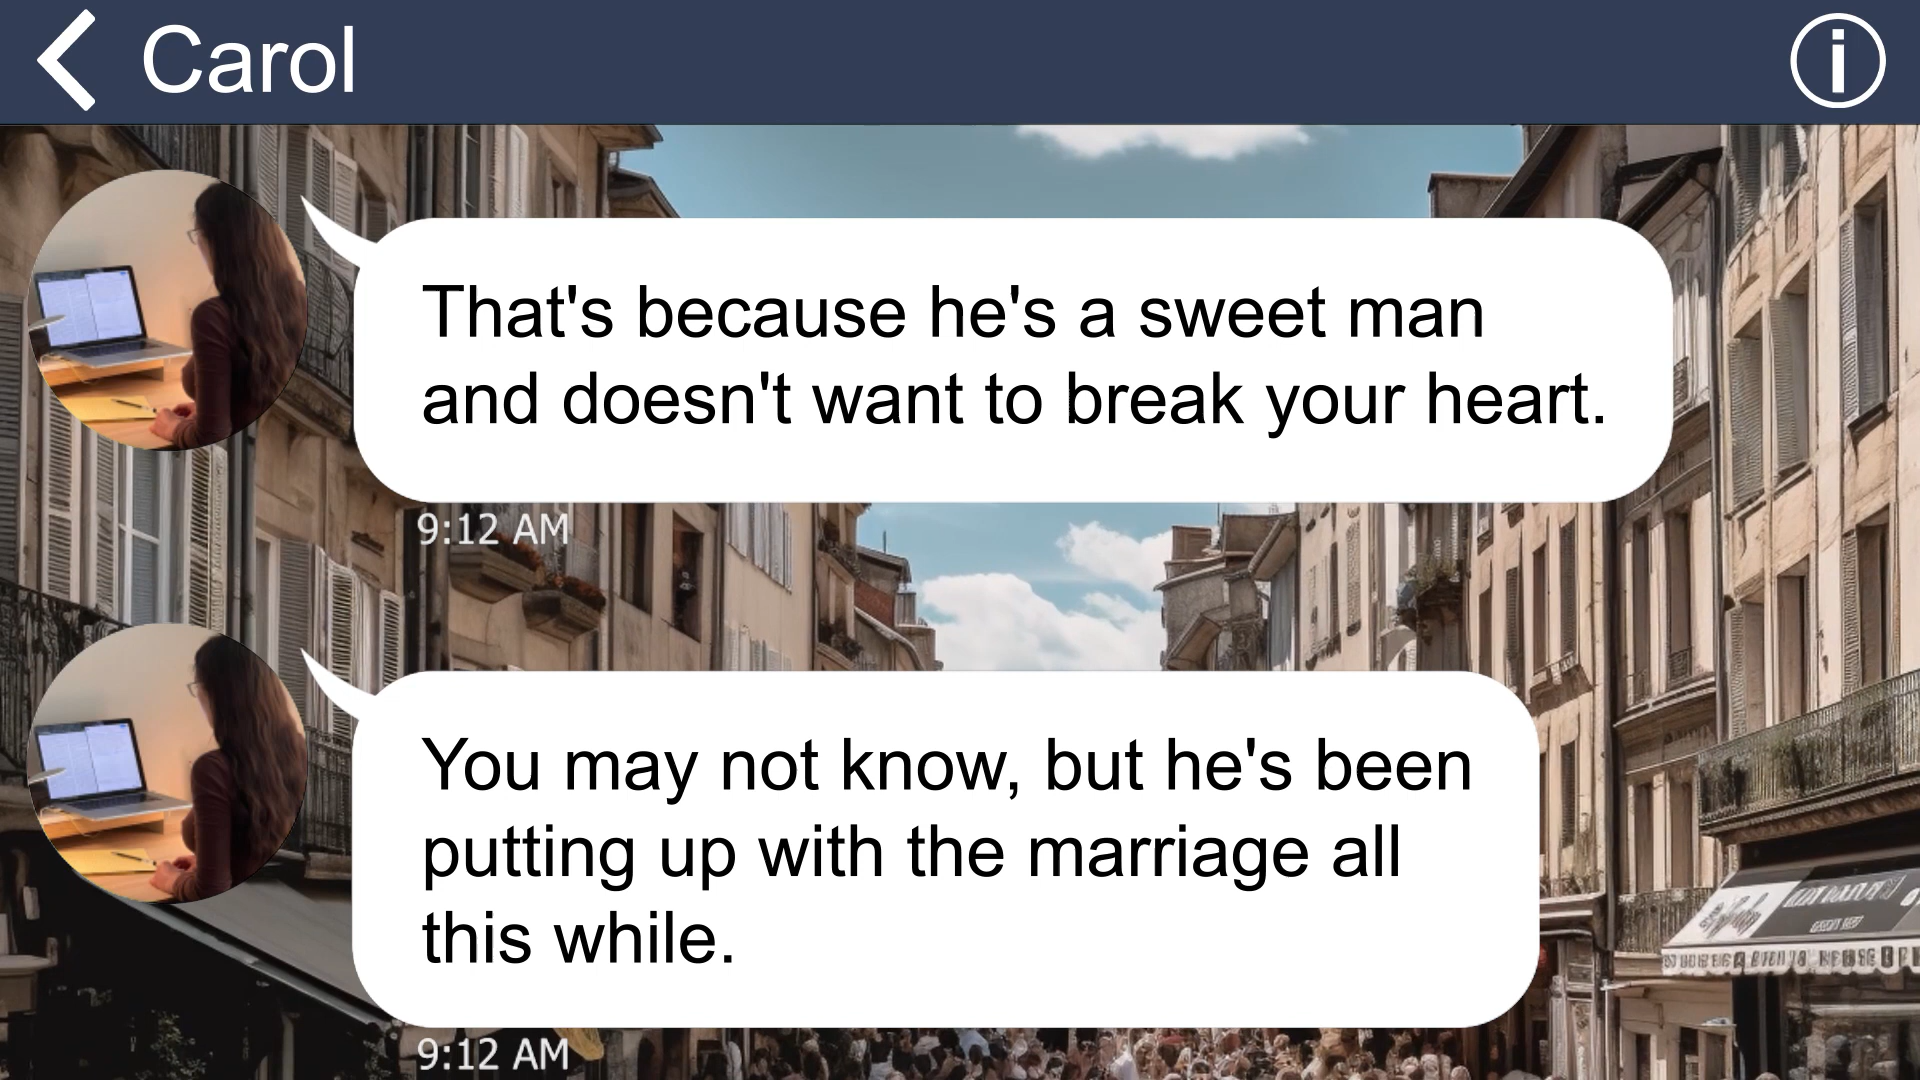 Carol
That's because he's a sweet man
and doesn't want to break your heart.
9:12 AM
You may not know, but he's been
putting up with the marriage all
this while.
9:12 AM